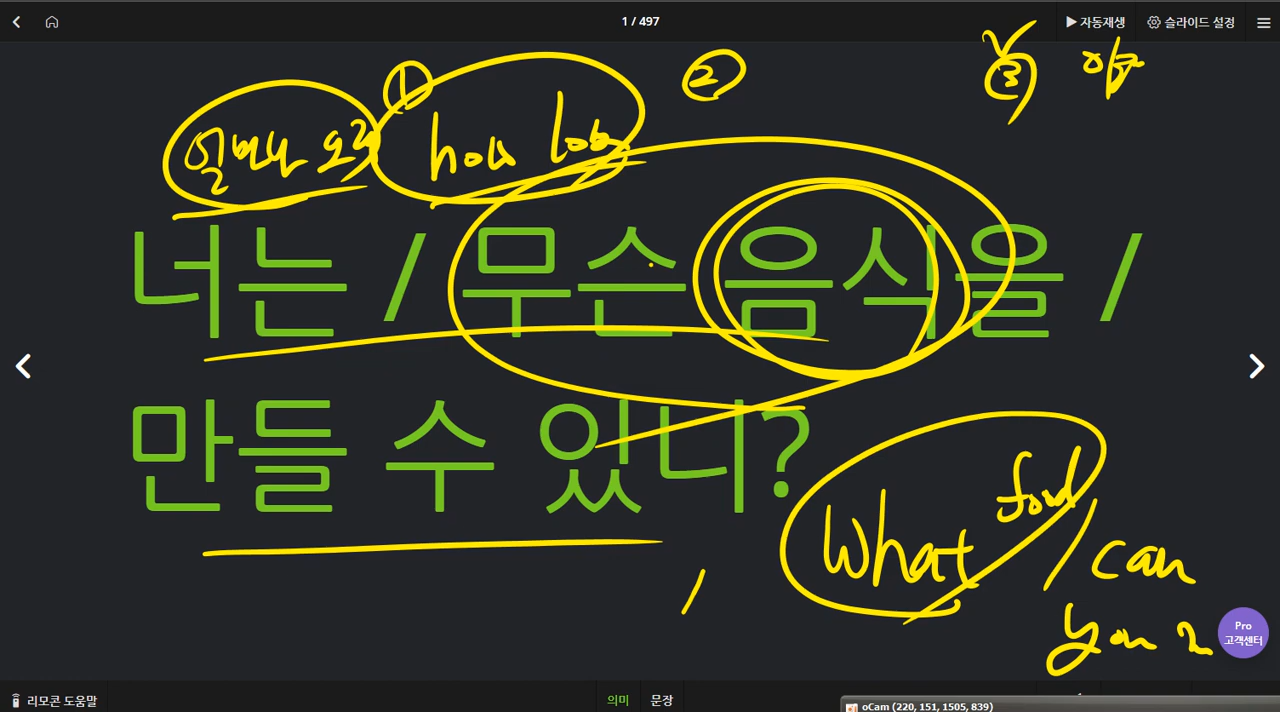 1 / 497
자동재생
슬라이드 설정
① ② ③
얼마나 오래 how long
너는 / 무슨 음식을 /
만들 수 있니?
What food / can
you
Pro
고객센터
리모콘 도움말
의미
문장
oCam (220, 151, 1505, 839)